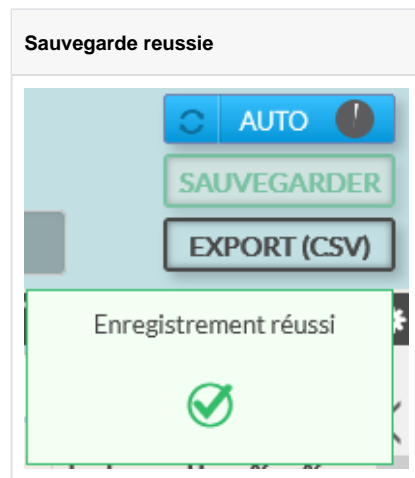 Sauvegarde reussie
AUTO
SAUVEGARDER
EXPORT (CSV)
Enregistrement réussi